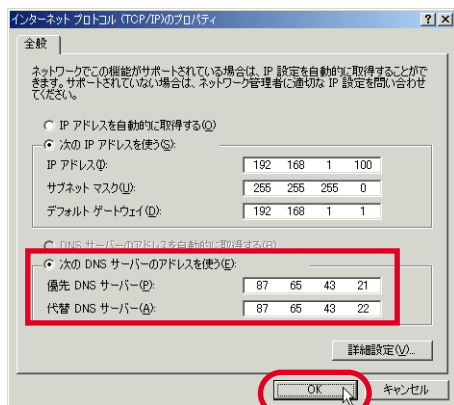 インターネット プロトコル (TCP/IP)のプロパティ
? ×
全般
ネットワークでこの機能がサポートされている場合は、IP 設定を自動的に取得することがで
きます。サポートされていない場合は、ネットワーク管理者に適切な IP 設定を問い合わせ
てください。
IP アドレスを自動的に取得する(O)
次の IP アドレスを使う(S):
IP アドレス(I): 192 168 1 100
サブネット マスク(U): 255 255 255 0
デフォルト ゲートウェイ(D): 192 168 1 1
DNS サーバーのアドレスを自動的に取得する(B)
次の DNS サーバーのアドレスを使う(E):
優先 DNS サーバー(P): 87 65 43 21
代替 DNS サーバー(A): 87 65 43 22
詳細設定(V)...
OK キャンセル